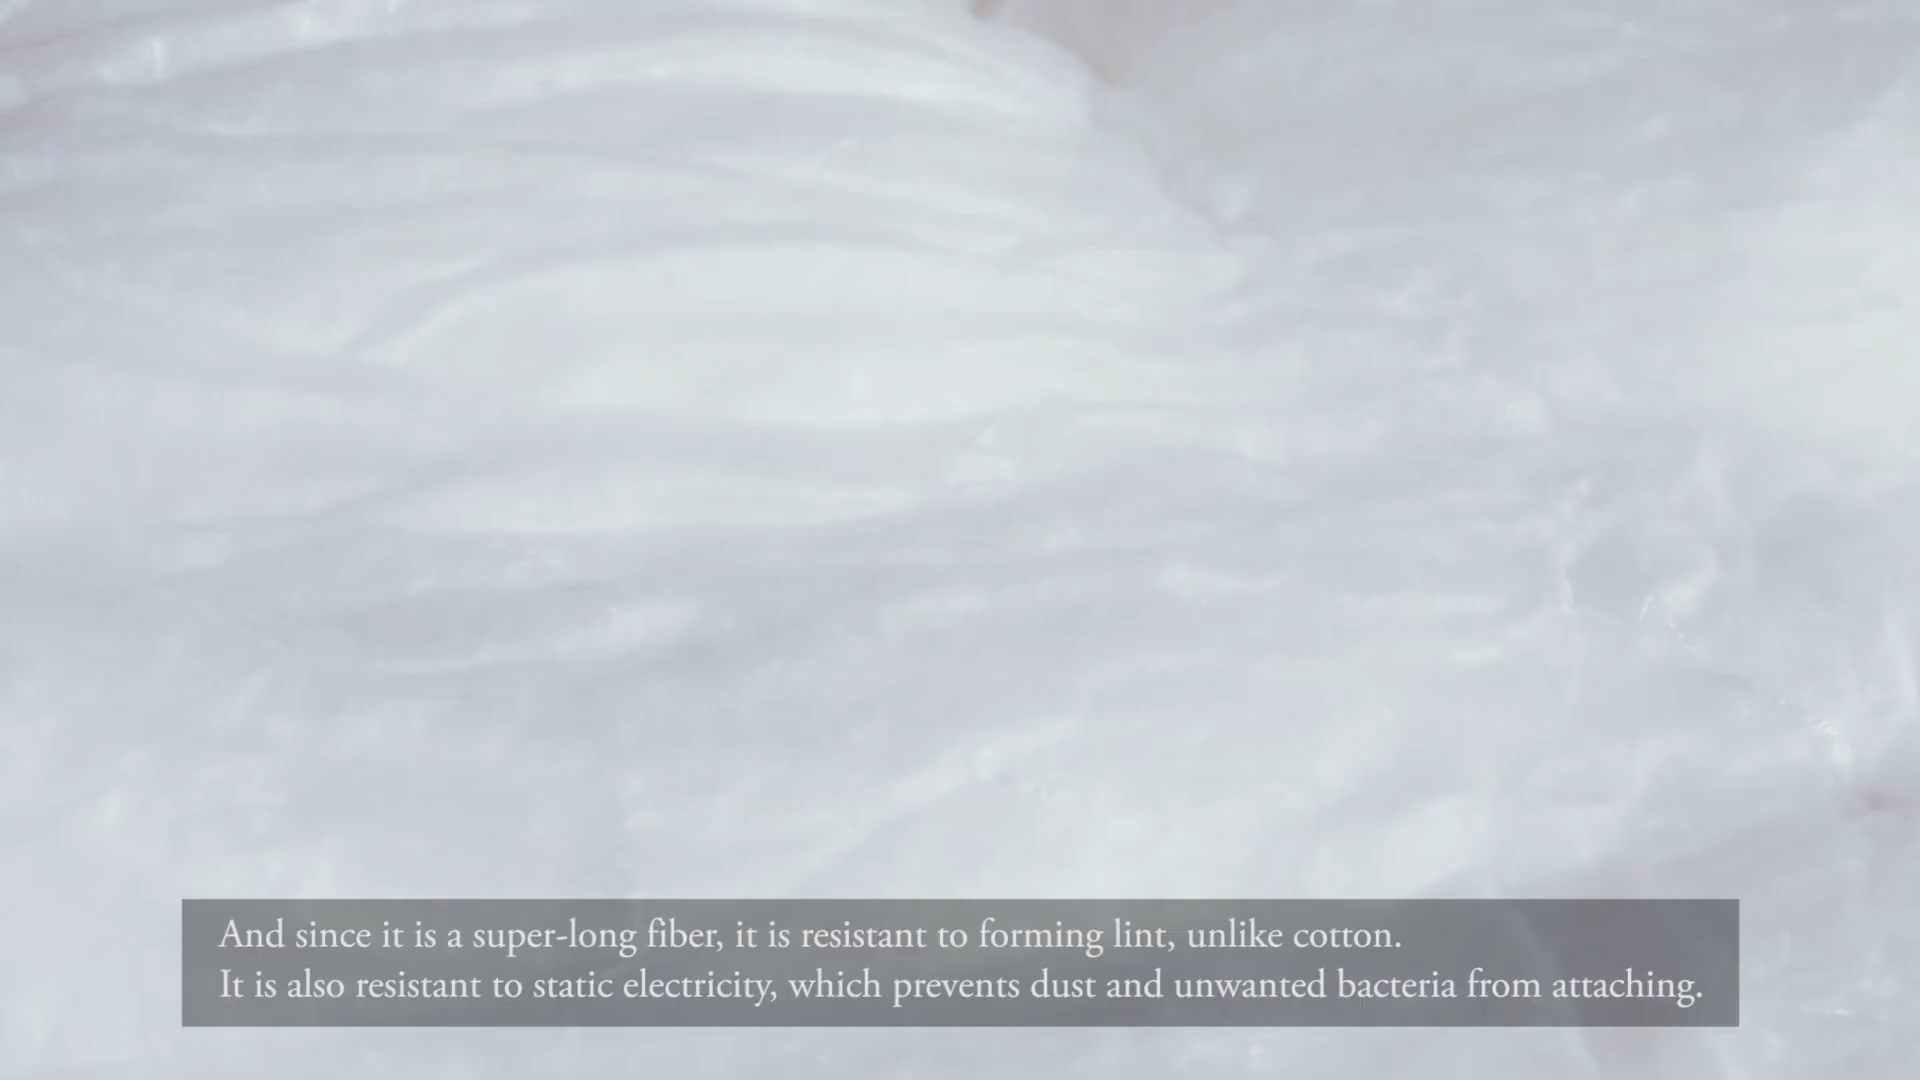 And since it is a super-long fiber, it is resistant to forming lint, unlike cotton.
It is also resistant to static electricity, which prevents dust and unwanted bacteria from attaching.